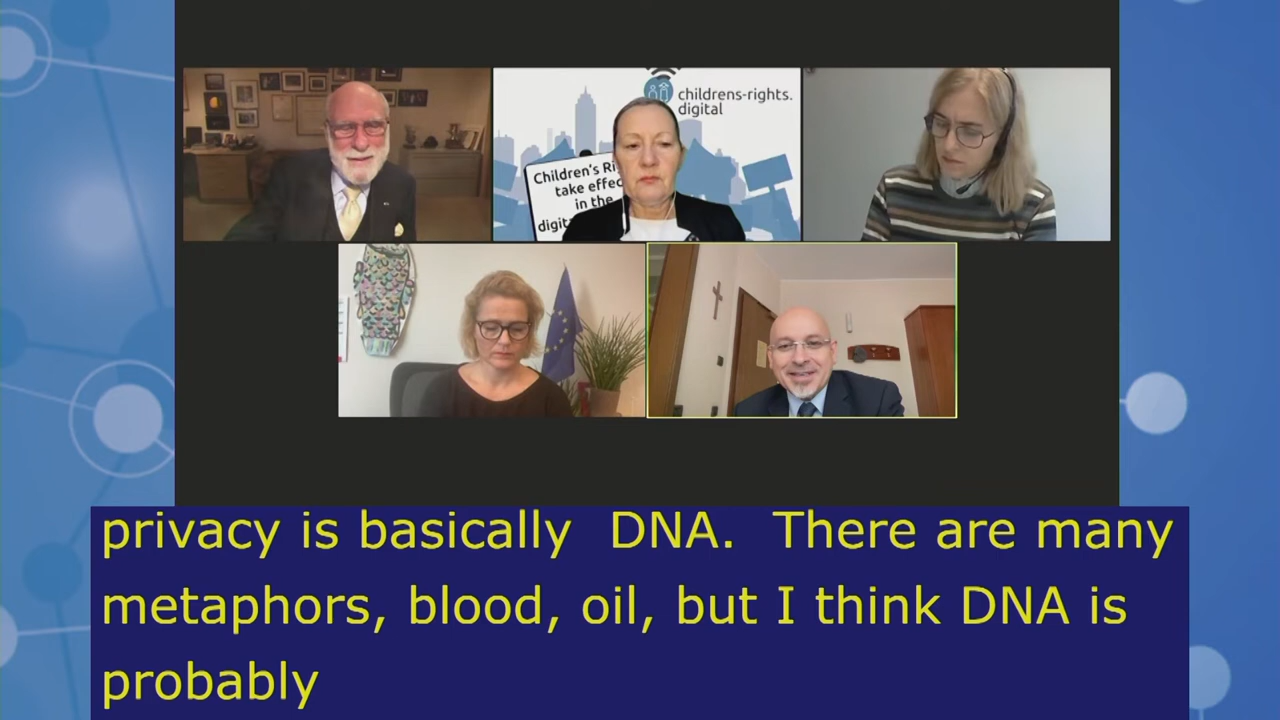 childrens-rights.
digital
Children's Ri
take effec
in the
digit
privacy is basically  DNA.  There are many
metaphors, blood, oil, but I think DNA is
probably